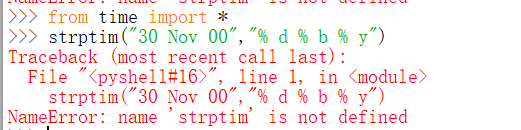 NameError: name 'strptim' is not defined
>>> from time import *
>>> strptim("30 Nov 00","% d % b % y")
Traceback (most recent call last):
  File "<pyshell#16>", line 1, in <module>
    strptim("30 Nov 00","% d % b % y")
NameError: name 'strptim' is not defined
>>>